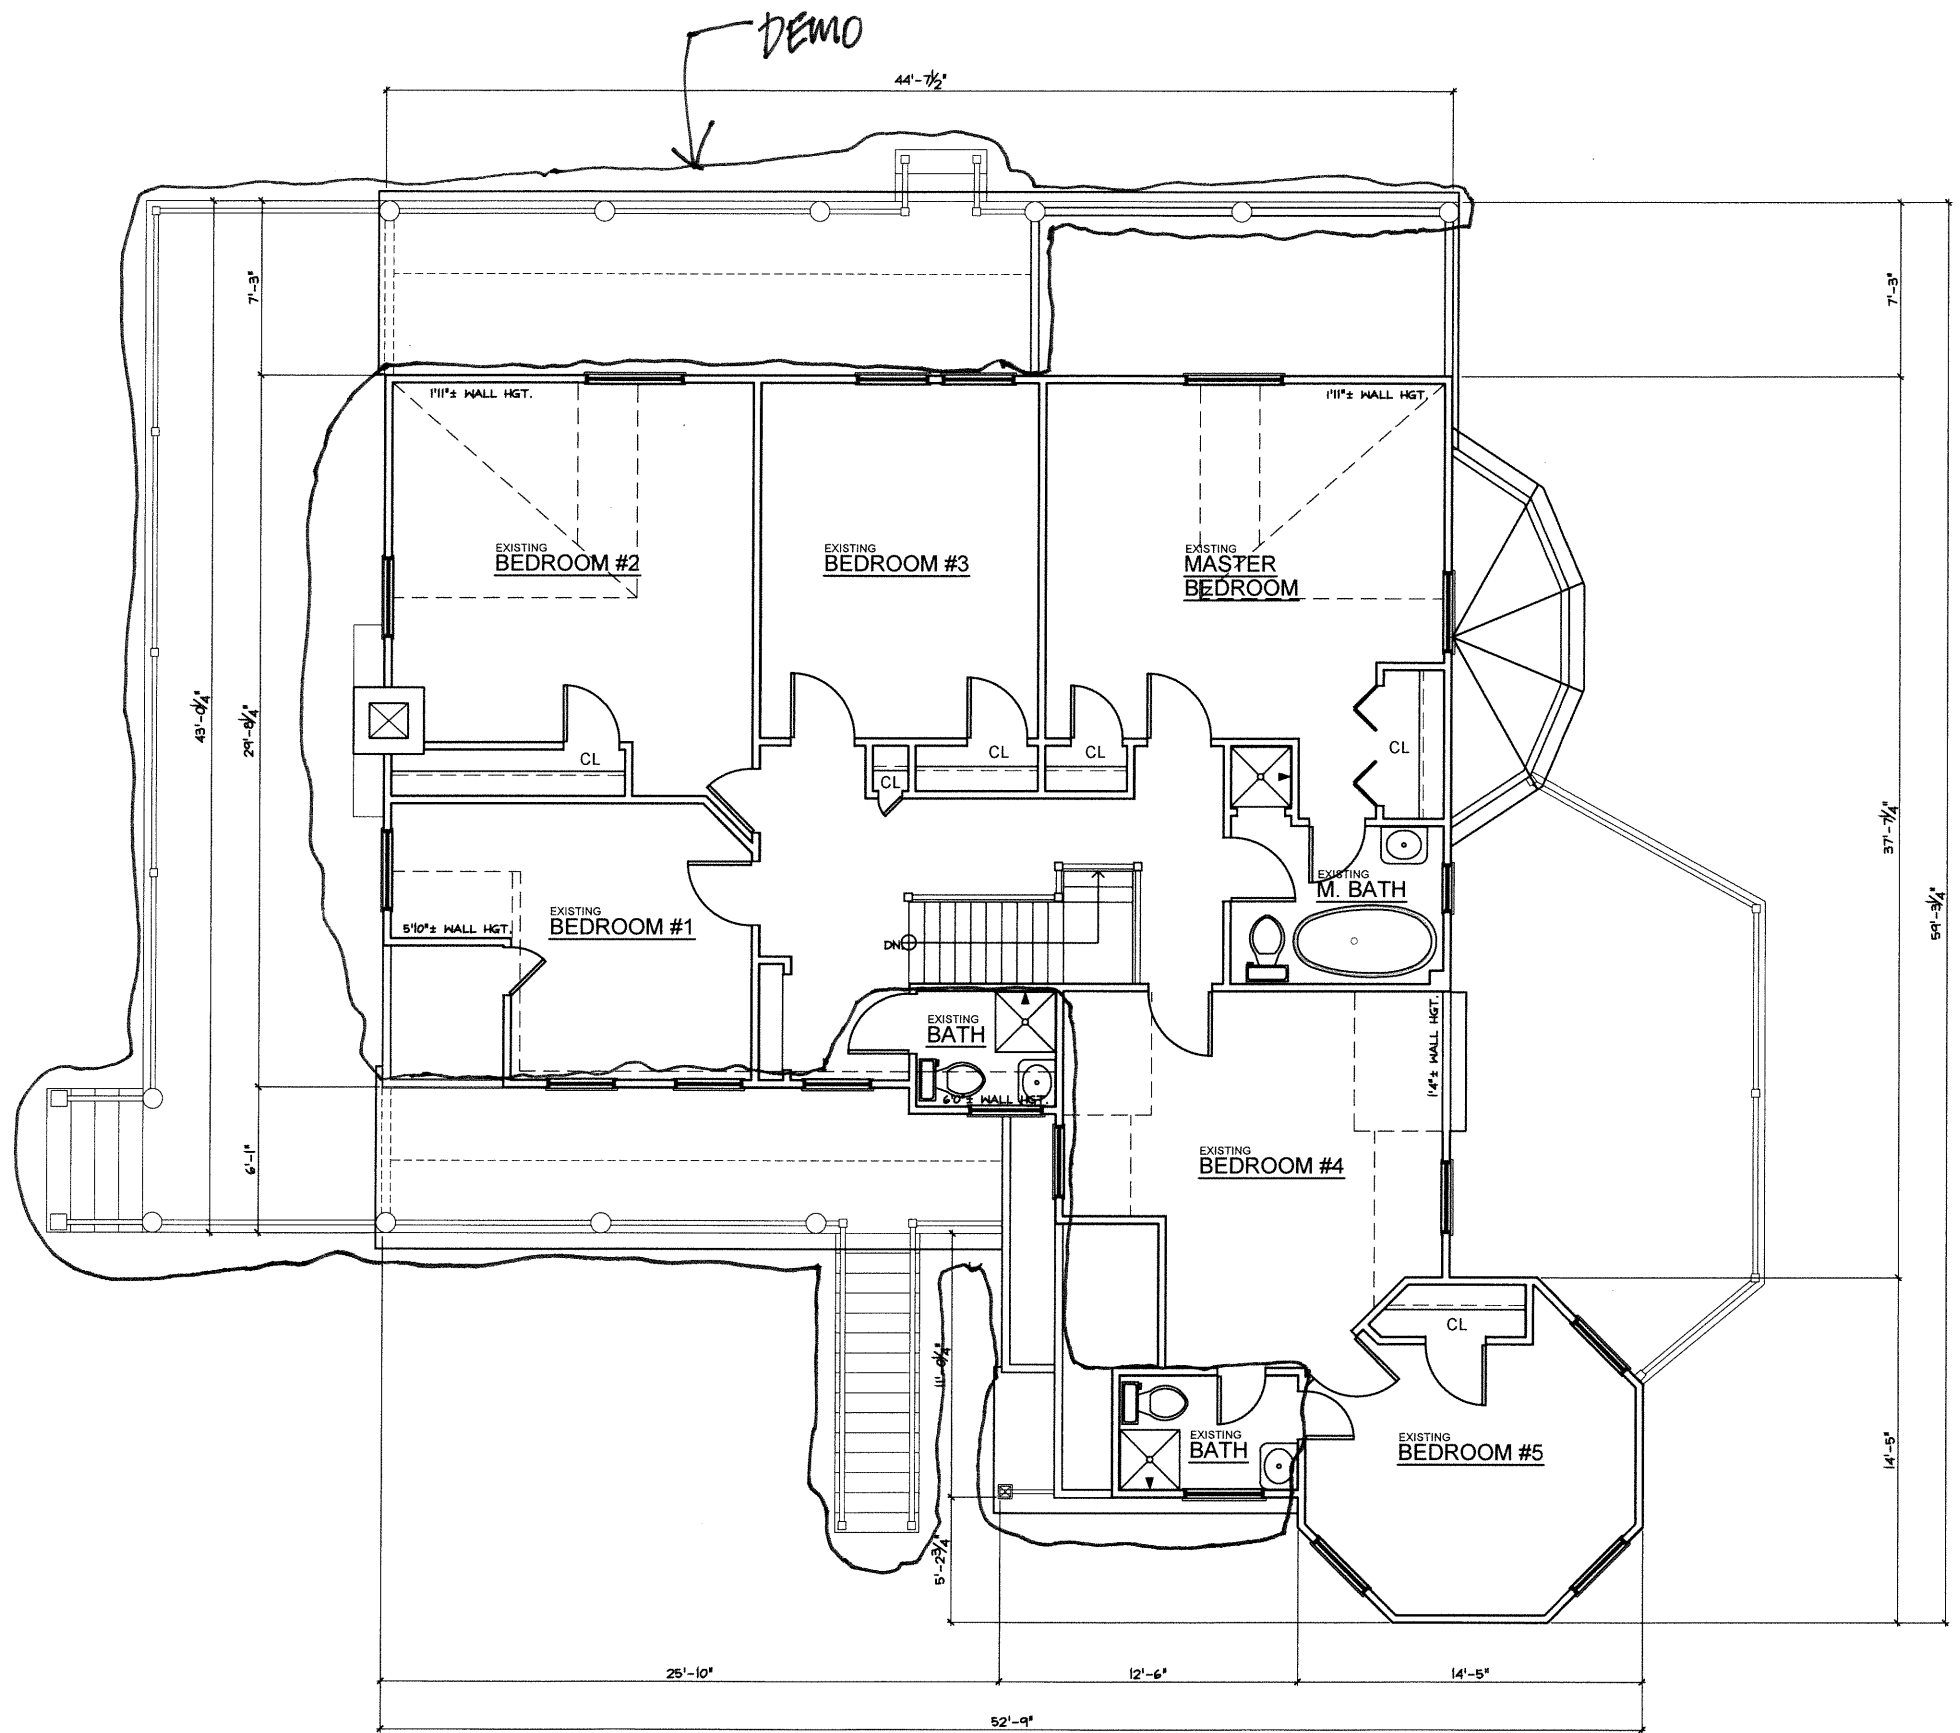 DEMO
44'-7½"
7'-3"
7'-3"
1'11"± WALL HGT.
1'11"± WALL HGT.
EXISTING
BEDROOM #2
EXISTING
BEDROOM #3
EXISTING
MASTER
BEDROOM
43'-0¼"
29'-8¼"
CL
CL
CL
CL
CL
37'-7¼"
59'-3¼"
EXISTING
M. BATH
5'10"± WALL HGT.
EXISTING
BEDROOM #1
DN
EXISTING
BATH
6'0"± WALL HGT.
1'4"± WALL HGT.
6'-1"
EXISTING
BEDROOM #4
CL
11'-0¼"
EXISTING
BATH
EXISTING
BEDROOM #5
14'-5"
5'-2¾"
25'-10"
12'-6"
14'-5"
52'-9"